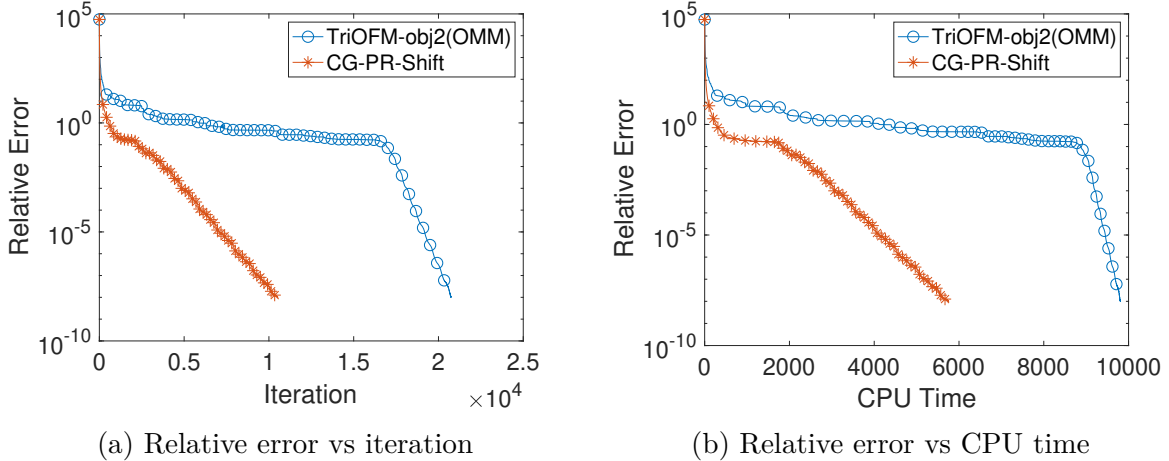 10^5
10^0
10^-5
10^-10
Relative Error
TriOFM-obj2(OMM)
CG-PR-Shift
0 0.5 1 1.5 2 2.5
Iteration
×10^4
(a) Relative error vs iteration
10^5
10^0
10^-5
10^-10
Relative Error
TriOFM-obj2(OMM)
CG-PR-Shift
0 2000 4000 6000 8000 10000
CPU Time
(b) Relative error vs CPU time